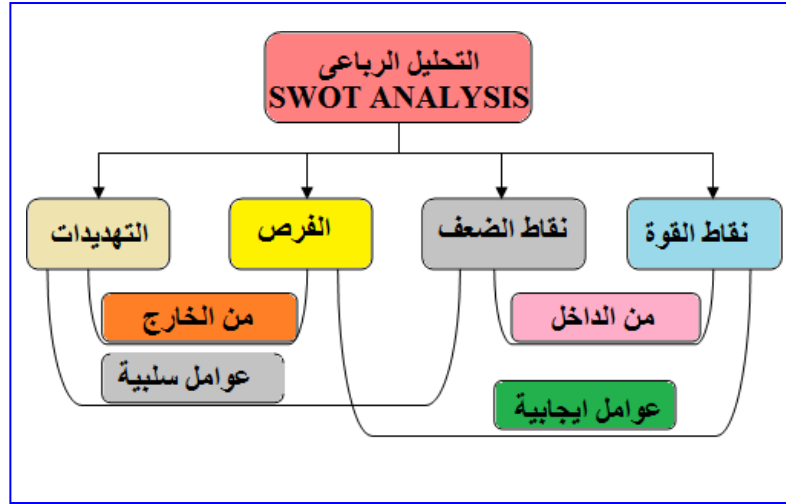 التحليل الرباعى
SWOT ANALYSIS
نقاط القوة
نقاط الضعف
الفرص
التهديدات
من الداخل
من الخارج
عوامل سلبية
عوامل ايجابية